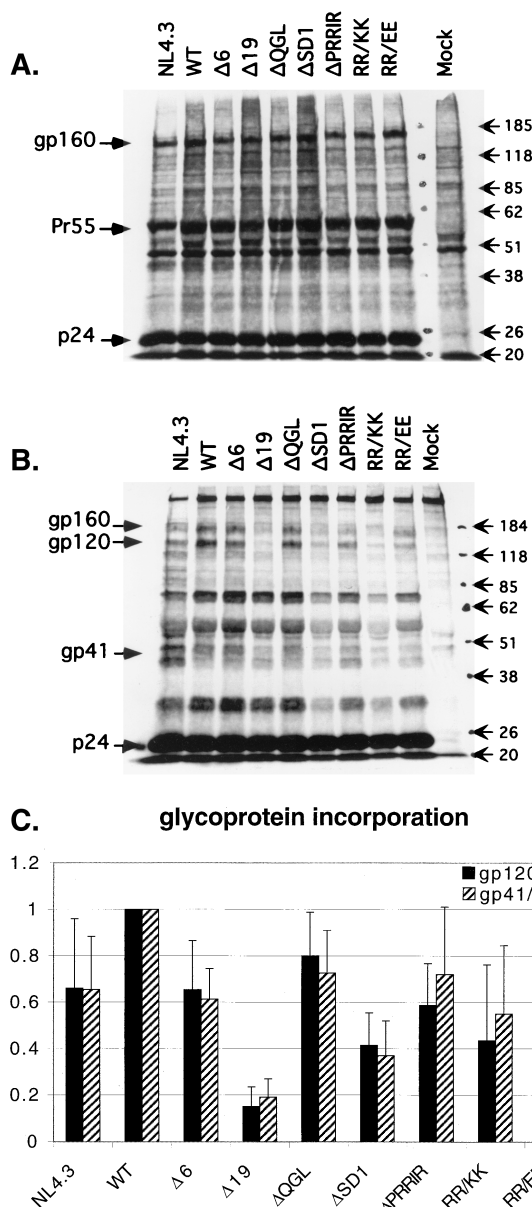 A.
NL4.3 WT Δ6 Δ19 ΔQGL ΔSD1 ΔPRRIR RR/KK RR/EE Mock
gp160
Pr55
p24
185
118
85
62
51
38
26
20
B.
NL4.3 WT Δ6 Δ19 ΔQGL ΔSD1 ΔPRRIR RR/KK RR/EE Mock
gp160
gp120
gp41
p24
184
118
85
62
51
38
26
20
C. glycoprotein incorporation
1.2
1
0.8
0.6
0.4
0.2
0
gp120
gp41/
NL4.3 WT Δ6 Δ19 ΔQGL ΔSD1 ΔPRRIR RR/KK